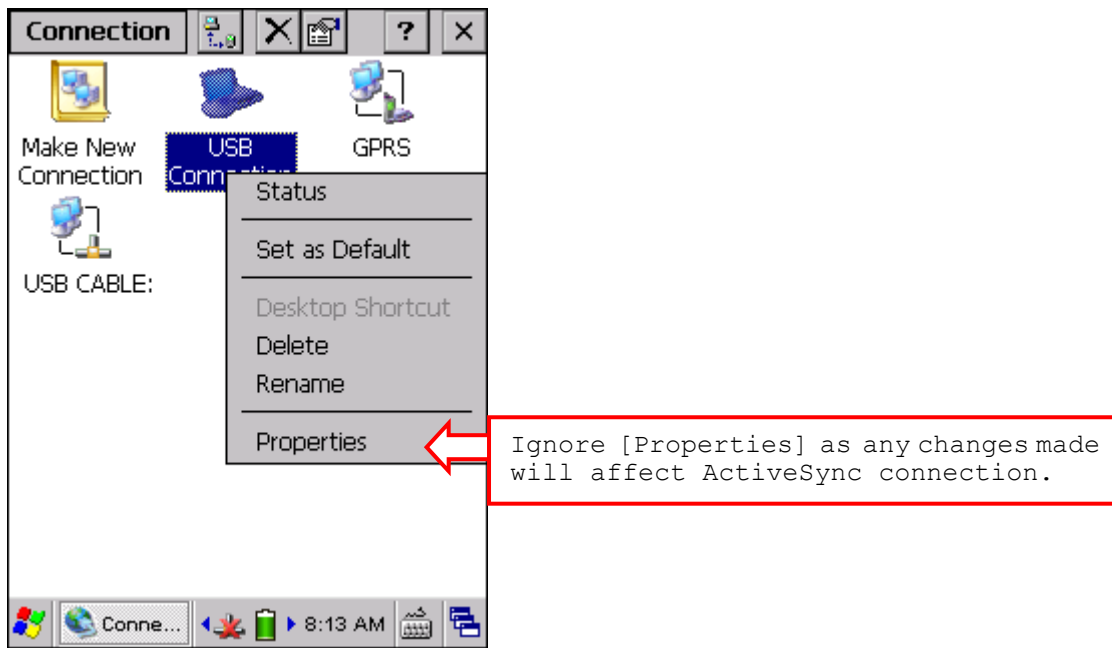 Connection ? ×
Make New
Connection
USB
Connection
GPRS
USB CABLE:
Status
Set as Default
Desktop Shortcut
Delete
Rename
Properties
Ignore [Properties] as any changes made
will affect ActiveSync connection.
Conne... 8:13 AM